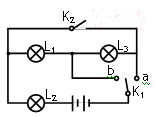 K₂
L₁ L₃
b a
L₂ K₁